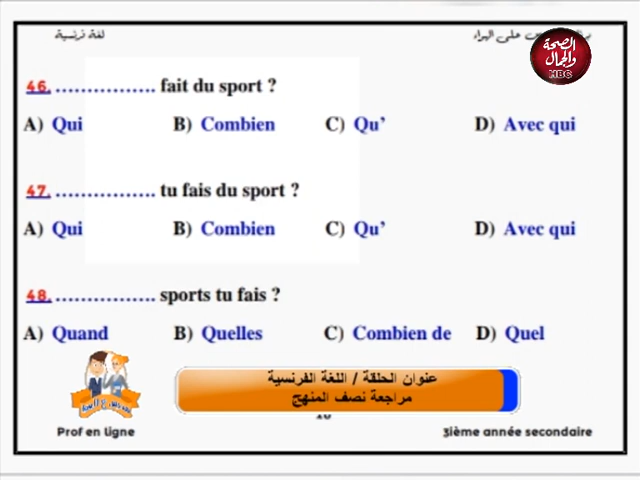 لغة فرنسية
على الهواء
الصحة
والجمال
HBC
46. ................. fait du sport ?
A) Qui B) Combien C) Qu’ D) Avec qui
47. ................. tu fais du sport ?
A) Qui B) Combien C) Qu’ D) Avec qui
48. ................. sports tu fais ?
A) Quand B) Quelles C) Combien de D) Quel
عنوان الحلقة / اللغة الفرنسية
مراجعة نصف المنهج
Prof en ligne
3ième année secondaire